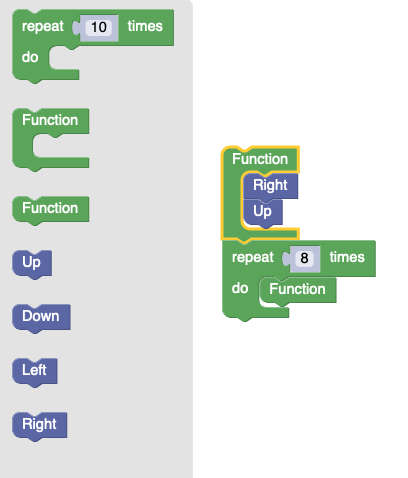 repeat 10 times
do
Function
Function
Up
Down
Left
Right
Function
Right
Up
repeat 8 times
do Function